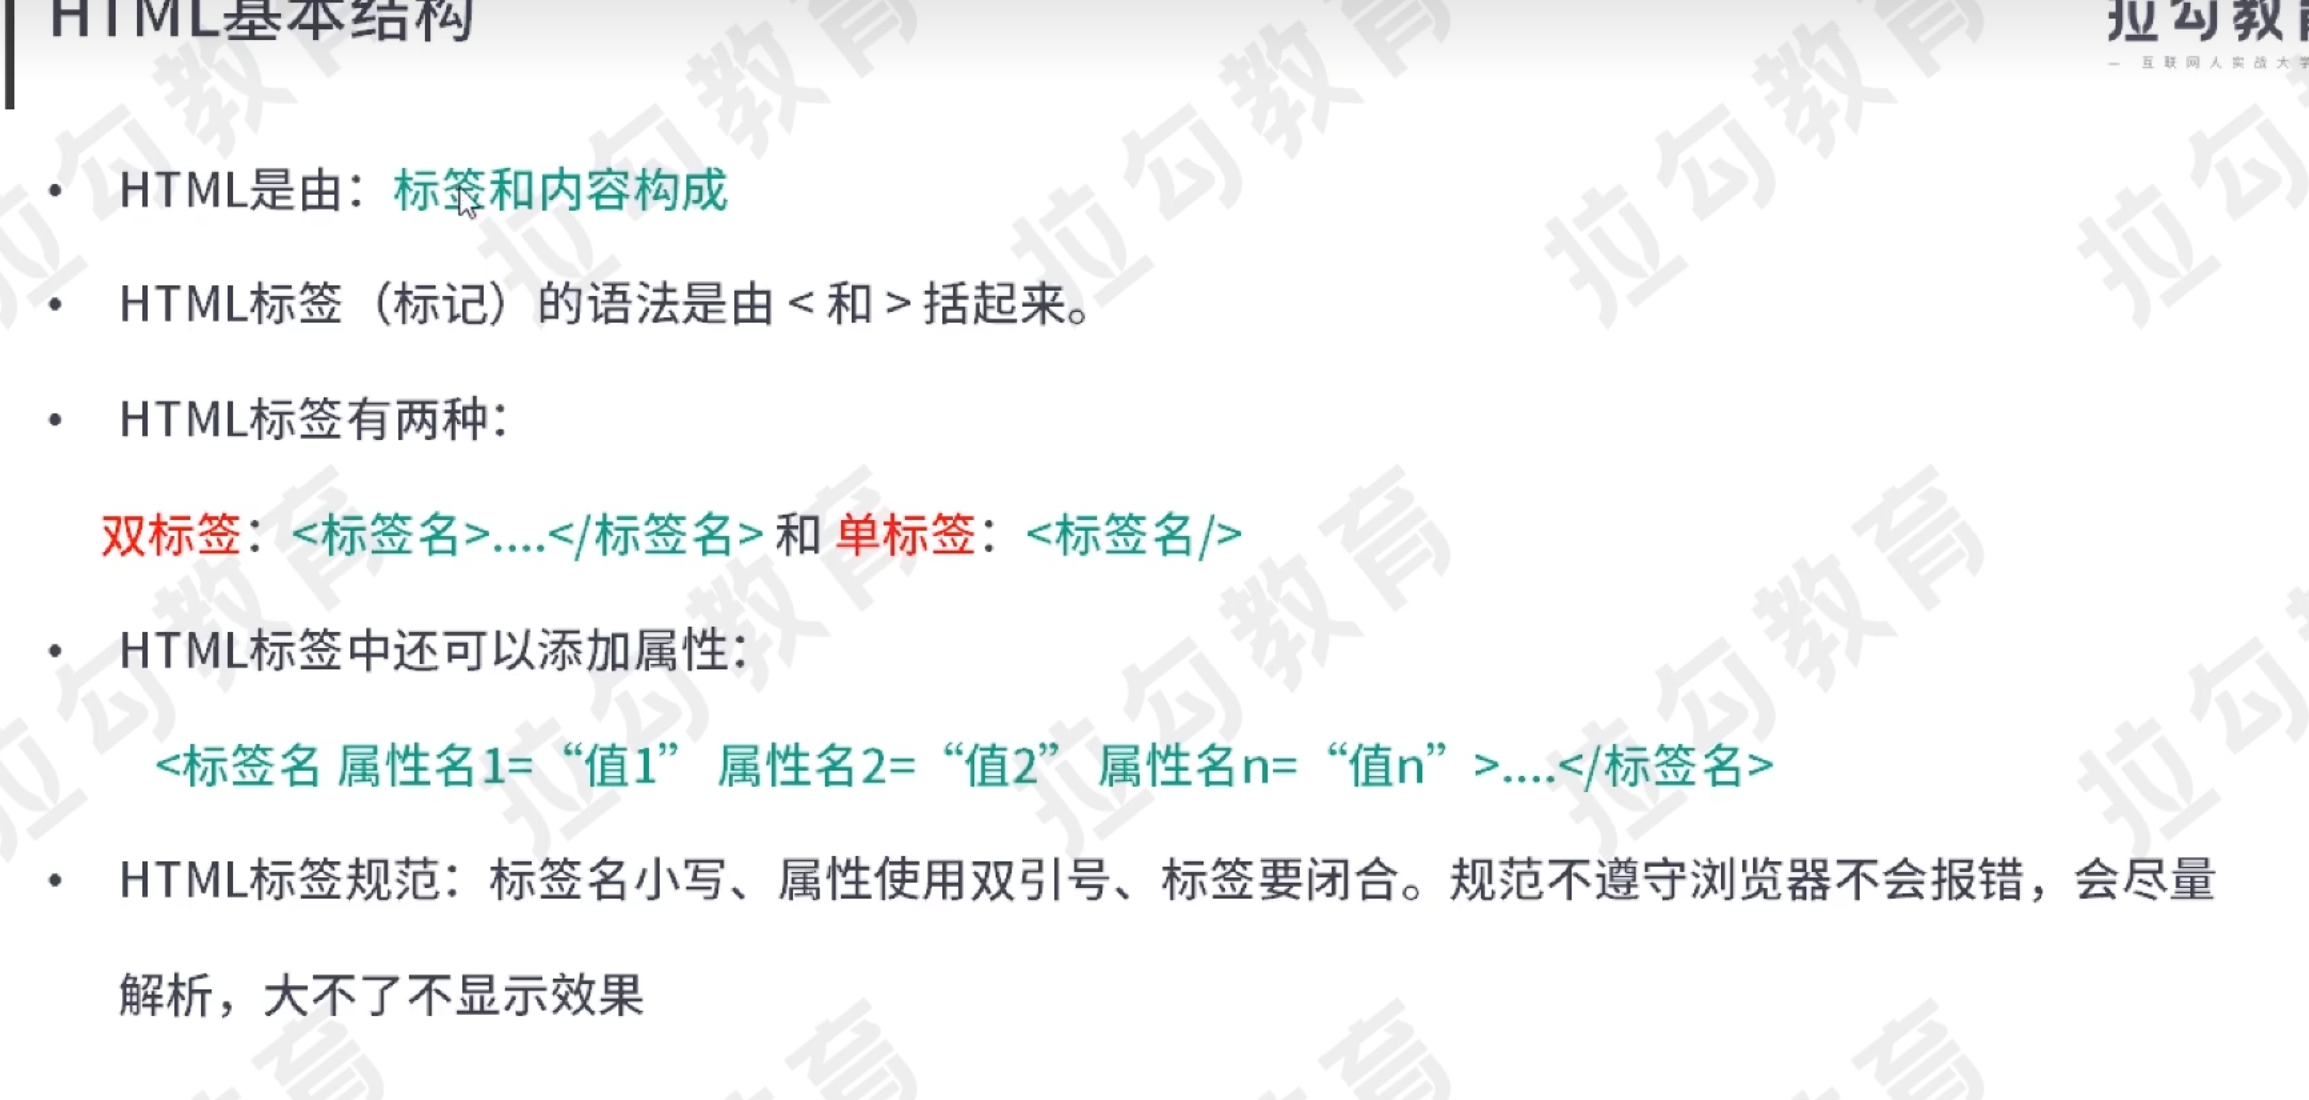 HTML基本结构
拉勾教育
— 互联网人实战大学
• HTML是由：标签和内容构成
• HTML标签（标记）的语法是由 < 和 > 括起来。
• HTML标签有两种：
双标签：<标签名>....</标签名> 和 单标签：<标签名/>
• HTML标签中还可以添加属性：
<标签名 属性名1=“值1” 属性名2=“值2” 属性名n=“值n”>....</标签名>
• HTML标签规范：标签名小写、属性使用双引号、标签要闭合。规范不遵守浏览器不会报错，会尽量
解析，大不了不显示效果